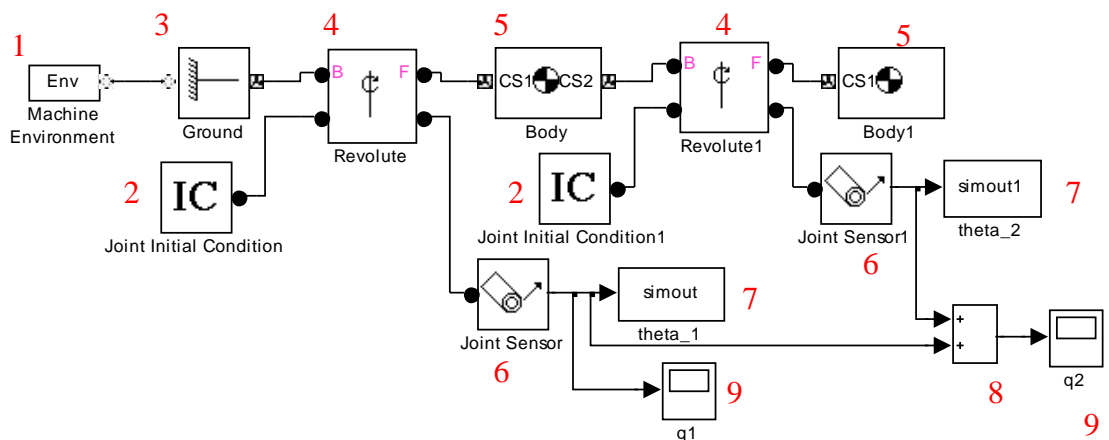 1
3
4
5
4
5
Env
B
F
CS1
CS2
B
F
CS1
Machine
Environment
Ground
Revolute
Body
Revolute1
Body1
2
IC
Joint Initial Condition
2
IC
Joint Initial Condition1
Joint Sensor1
6
simout1
theta_2
7
Joint Sensor
6
simout
theta_1
7
+
+
8
q2
9
q1
9